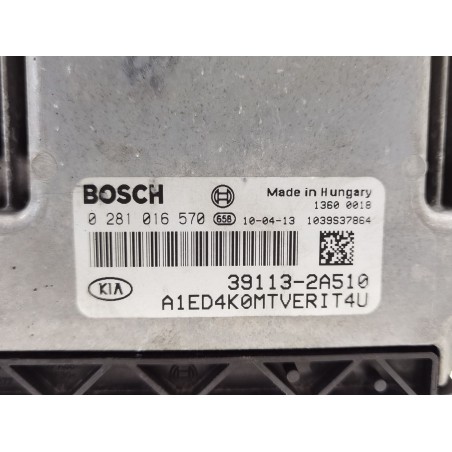 BOSCH Made in Hungary
1360 0018
0 281 016 570 656 10-04-13 1039S37864
KIA 39113-2A510
A1ED4K0MTVERIT4U